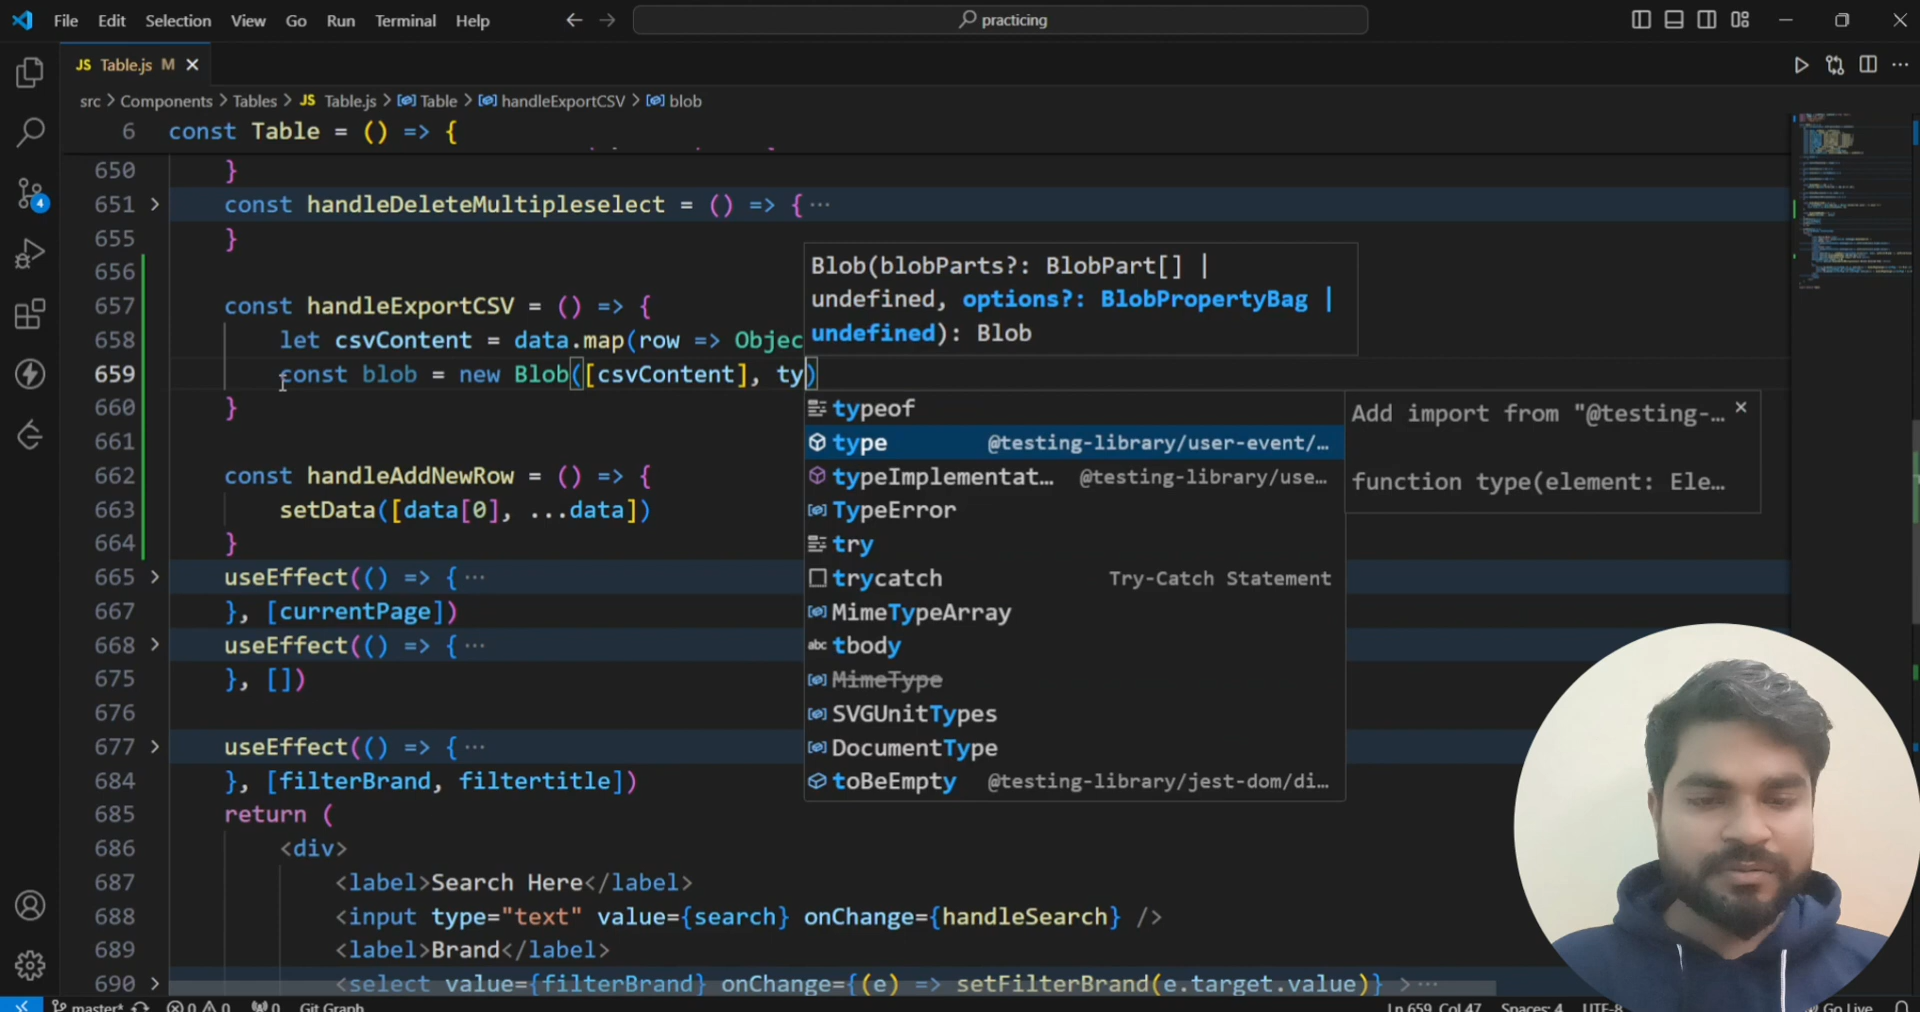 File Edit Selection View Go Run Terminal Help
practicing
JS Table.js M
src > Components > Tables > JS Table.js > Table > handleExportCSV > blob
6 const Table = () => {
650 }
651 const handleDeleteMultipleselect = () => {···
655 }
656
657 const handleExportCSV = () => {
658 let csvContent = data.map(row => Objec
659 const blob = new Blob([csvContent], ty)
660 }
661
662 const handleAddNewRow = () => {
663 setData([data[0], ...data])
664 }
665 useEffect(() => {···
667 }, [currentPage])
668 useEffect(() => {···
675 }, [])
676
677 useEffect(() => {···
684 }, [filterBrand, filtertitle])
685 return (
686 <div>
687 <label>Search Here</label>
688 <input type="text" value={search} onChange={handleSearch} />
689 <label>Brand</label>
690 <select value={filterBrand} onChange={(e) => setFilterBrand(e.target.value)} >···
Blob(blobParts?: BlobPart[] |
undefined, options?: BlobPropertyBag |
undefined): Blob
typeof
type @testing-library/user-event/…
typeImplementat… @testing-library/use…
TypeError
try
trycatch Try-Catch Statement
MimeTypeArray
abc tbody
MimeType
SVGUnitTypes
DocumentType
toBeEmpty @testing-library/jest-dom/di…
Add import from "@testing-…
function type(element: Ele…
4
master* 0 0 0 Git Graph Ln 659, Col 47 Spaces: 4 UTF-8 Go Live